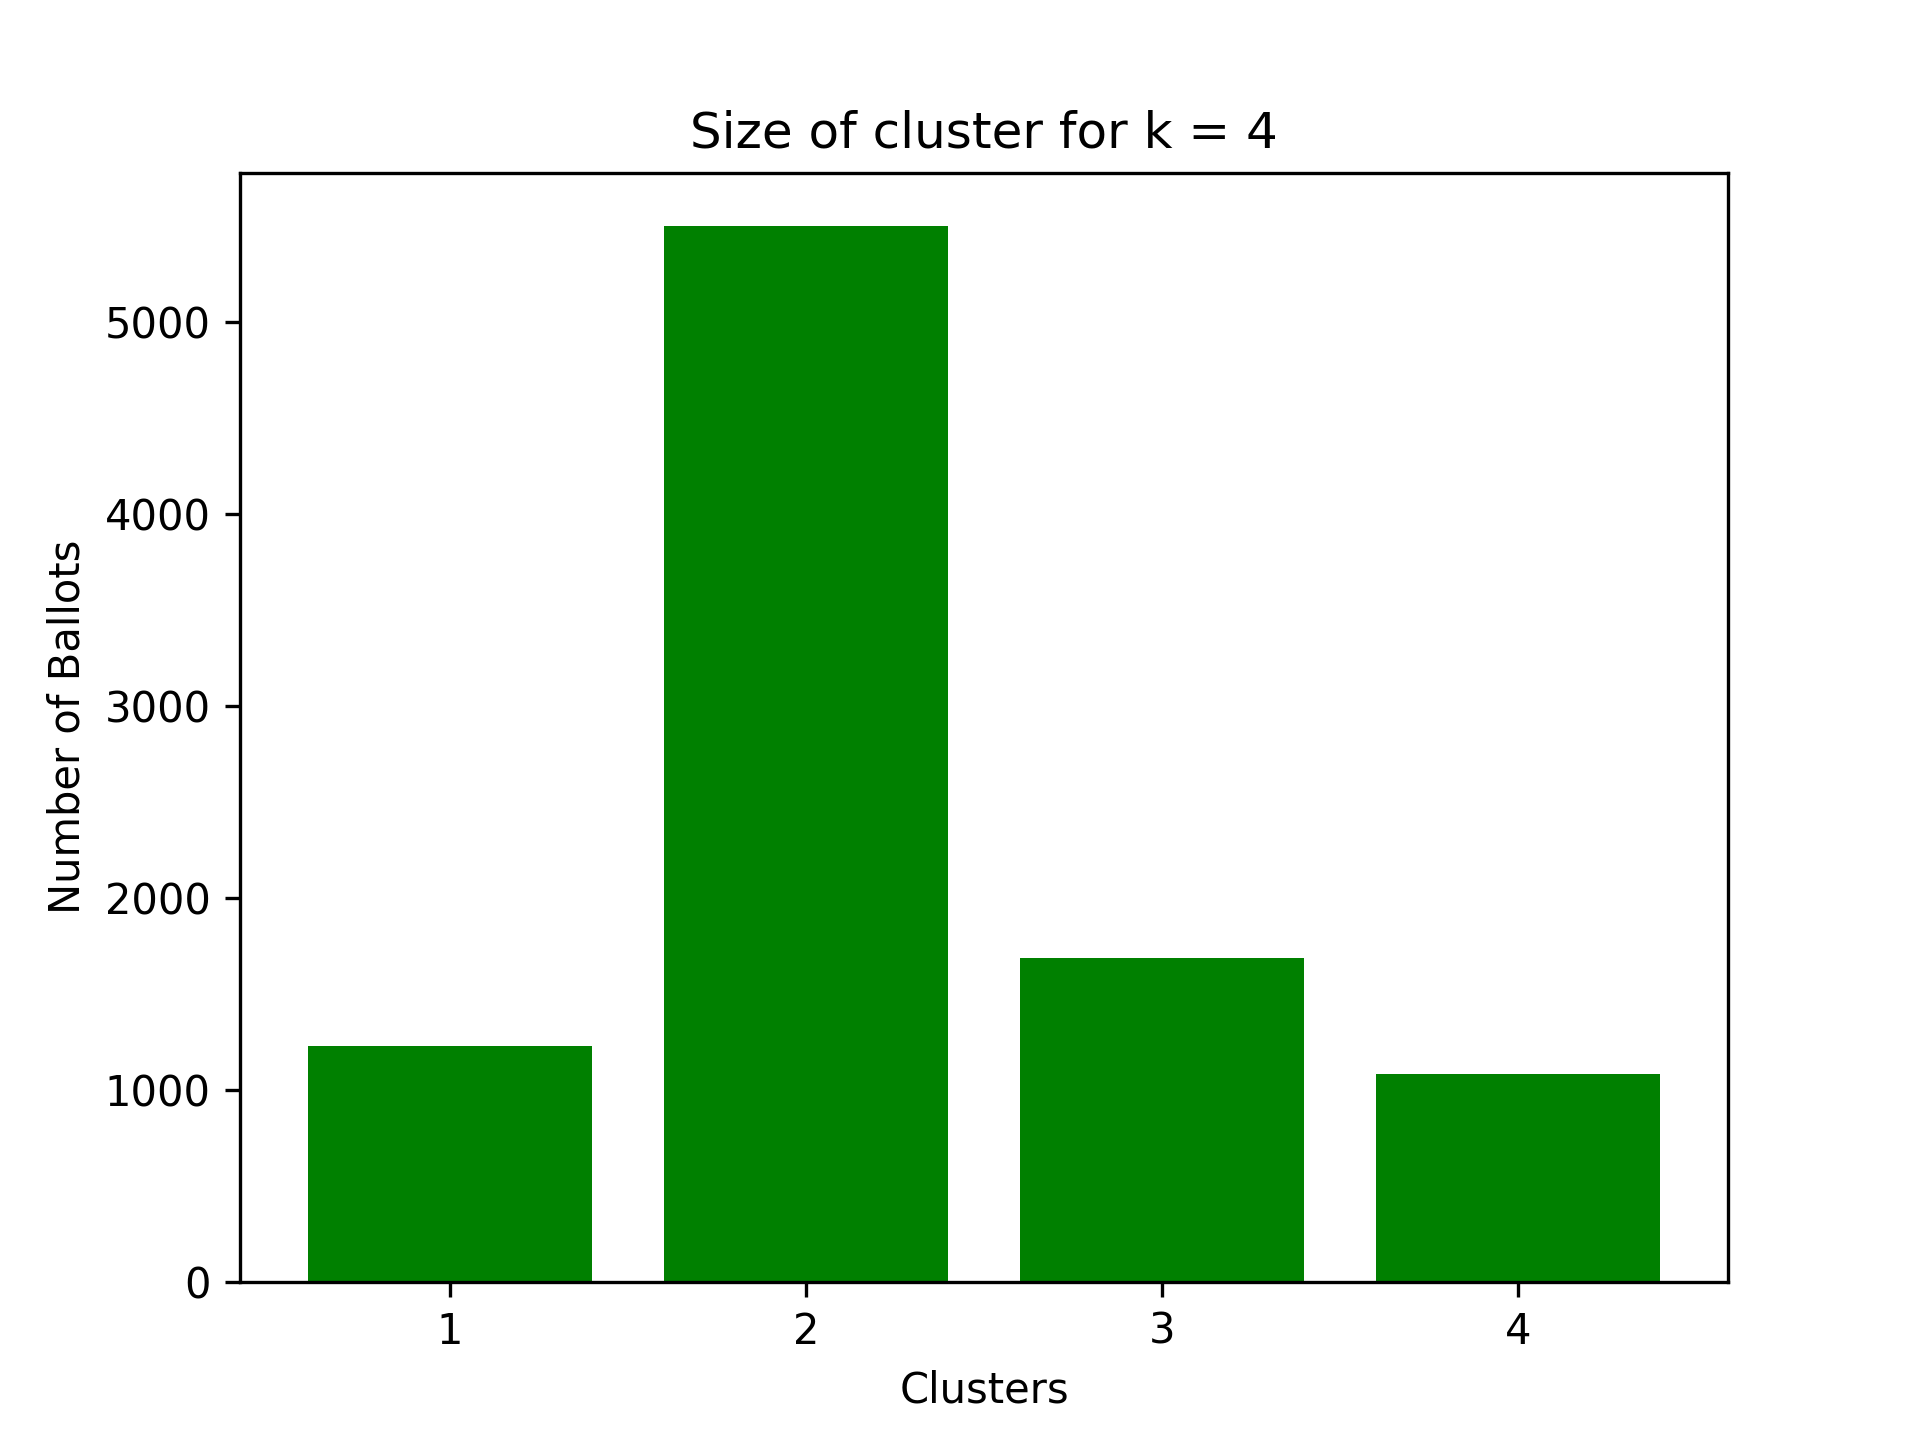 Size of cluster for k = 4
Number of Ballots
5000
4000
3000
2000
1000
0
1 2 3 4
Clusters